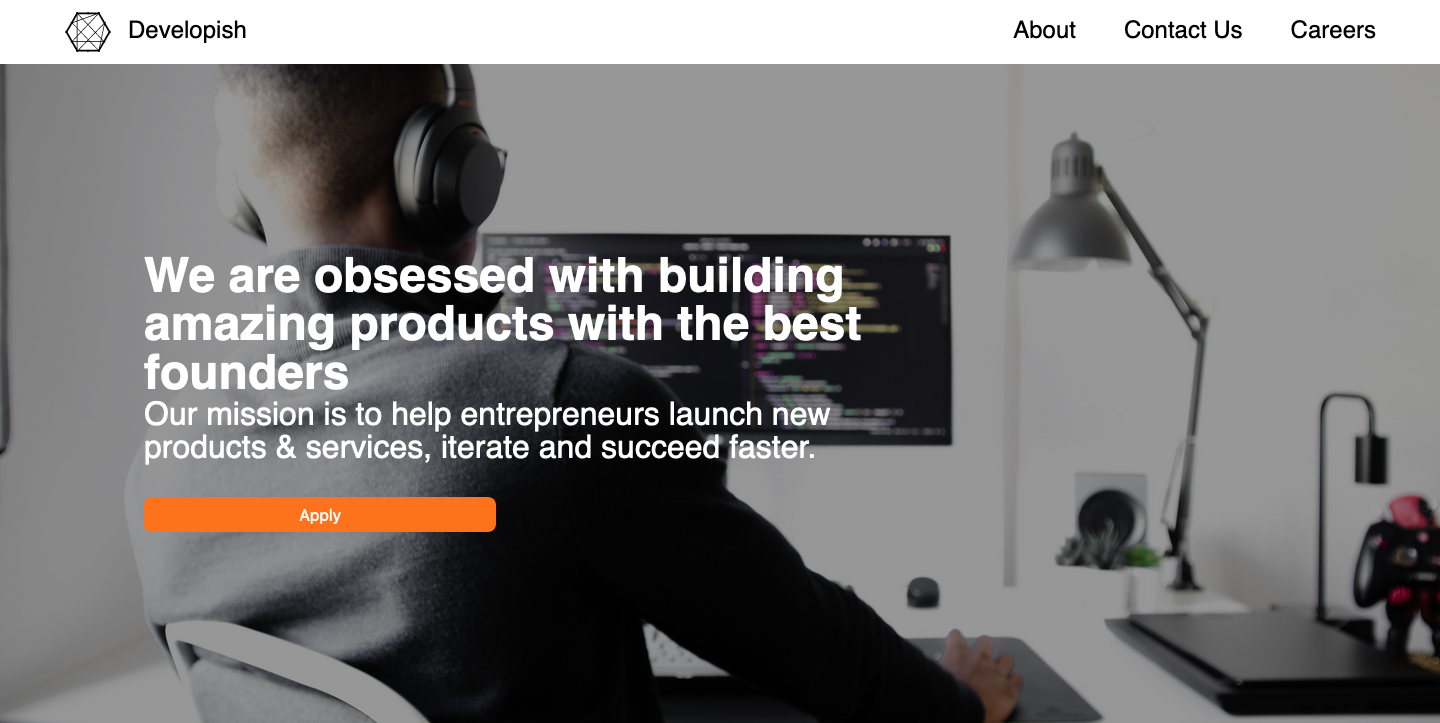 Developish
About
Contact Us
Careers
We are obsessed with building
amazing products with the best
founders
Our mission is to help entrepreneurs launch new
products & services, iterate and succeed faster.
Apply